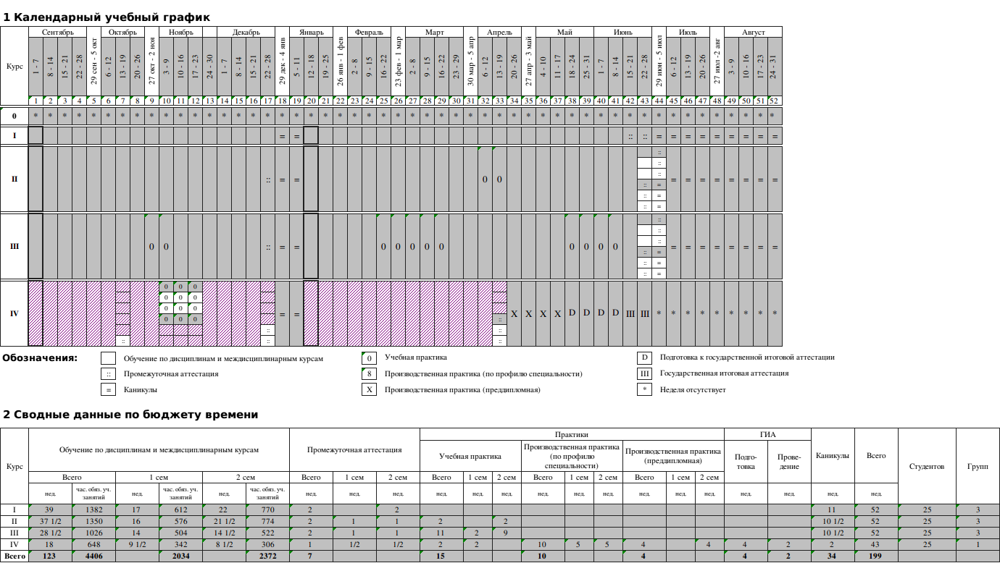 1 Календарный учебный график
Курс Сентябрь 29 сен - 5 окт Октябрь 27 окт - 2 ноя Ноябрь Декабрь 29 дек - 4 янв Январь 26 янв - 1 фев Февраль 23 фев - 1 мар Март 30 мар - 5 апр Апрель 27 апр - 3 май Май Июнь 29 июн - 5 июл Июль 27 июл -2 авг Август
1 - 7 8 - 14 15 - 21 22 - 28 6 - 12 13 - 19 20 - 26 3 - 9 10 - 16 17 - 23 24 - 30 1 - 7 8 - 14 15 - 21 22 - 28 5 - 11 12 - 18 19 - 25 2 - 8 9 - 15 16 - 22 2 - 8 9 - 15 16 - 22 23 - 29 6 - 12 13 - 19 20 - 26 4 - 10 11 - 17 18 - 24 25 - 31 1 - 7 8 - 14 15 - 21 22 - 28 6 - 12 13 - 19 20 - 26 3 - 9 10 - 16 17 - 23 24 - 31
1 2 3 4 5 6 7 8 9 10 11 12 13 14 15 16 17 18 19 20 21 22 23 24 25 26 27 28 29 30 31 32 33 34 35 36 37 38 39 40 41 42 43 44 45 46 47 48 49 50 51 52
0 * * * * * * * * * * * * * * * * * * * * * * * * * * * * * * * * * * * * * * * * * * * * * * * * * * * *
I = = :: :: = = = = = = = = =
::
::
::
II :: = = 0 0 :: = = = = = = = = =
:: =
:: =
::
::
::
III 0 0 :: = = 0 0 0 0 0 0 0 0 0 :: = = = = = = = = =
:: =
:: =
0 0 0
0 0 0
0 0 0
IV = = X X X X D D D D III III * * * * * * * * *
0 0 0 ::
:: ::
:: :: ::
Обозначения:
Обучение по дисциплинам и междисциплинарным курсам 0 Учебная практика D Подготовка к государственной итоговой аттестации
:: Промежуточная аттестация 8 Производственная практика (по профилю специальности) III Государственная итоговая аттестация
= Каникулы X Производственная практика (преддипломная) * Неделя отсутствует
2 Сводные данные по бюджету времени
Курс Обучение по дисциплинам и междисциплинарным курсам Промежуточная аттестация Практики ГИА Каникулы Всего Студентов Групп
Учебная практика Производственная практика (по профилю специальности) Производственная практика (преддипломная) Подго-товка Прове-дение
Всего 1 сем 2 сем Всего 1 сем 2 сем Всего 1 сем 2 сем Всего 1 сем 2 сем Всего 1 сем 2 сем
нед. час. обяз. уч. занятий нед. час. обяз. уч. занятий нед. час. обяз. уч. занятий нед. нед. нед. нед. нед. нед. нед. нед. нед. нед. нед. нед. нед. нед. нед. нед.
I 39 1382 17 612 22 770 2 2 11 52 25 3
II 37 1/2 1350 16 576 21 1/2 774 2 1 1 2 2 10 1/2 52 25 3
III 28 1/2 1026 14 504 14 1/2 522 2 1 1 11 2 9 10 1/2 52 25 3
IV 18 648 9 1/2 342 8 1/2 306 1 1/2 1/2 2 2 10 5 5 4 4 4 2 2 43 25 1
Всего 123 4406 2034 2372 7 15 10 4 4 2 34 199